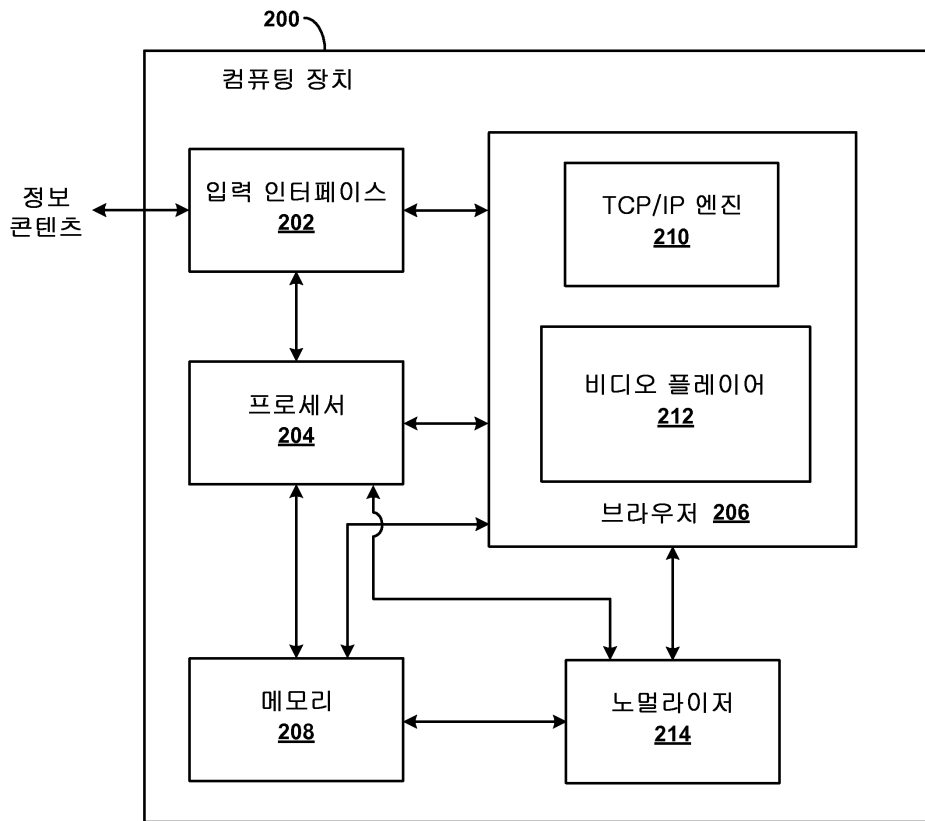 200
컴퓨팅 장치
정보
콘텐츠
입력 인터페이스
202
TCP/IP 엔진
210
프로세서
204
비디오 플레이어
212
브라우저 206
메모리
208
노멀라이저
214